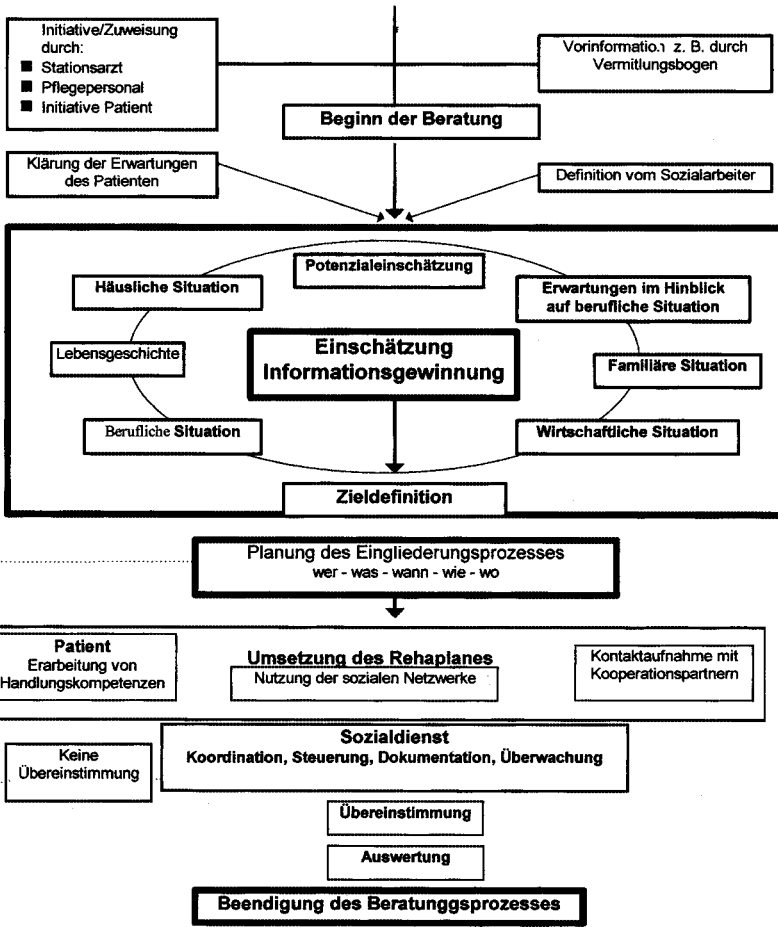 Initiative/Zuweisung
durch:
■ Stationsarzt
■ Pflegepersonal
■ Initiative Patient
Vorinformation z. B. durch
Vermitlungsbogen
Beginn der Beratung
Klärung der Erwartungen
des Patienten
Definition vom Sozialarbeiter
Potenzialeinschätzung
Häusliche Situation
Erwartungen im Hinblick
auf berufliche Situation
Einschätzung
Informationsgewinnung
Lebensgeschichte
Familiäre Situation
Berufliche Situation
Wirtschaftliche Situation
Zieldefinition
Planung des Eingliederungsprozesses
wer - was - wann - wie - wo
Patient
Erarbeitung von
Handlungskompetenzen
Umsetzung des Rehaplanes
Nutzung der sozialen Netzwerke
Kontaktaufnahme mit
Kooperationspartnern
Sozialdienst
Koordination, Steuerung, Dokumentation, Überwachung
Keine
Übereinstimmung
Übereinstimmung
Auswertung
Beendigung des Beratunggsprozesses